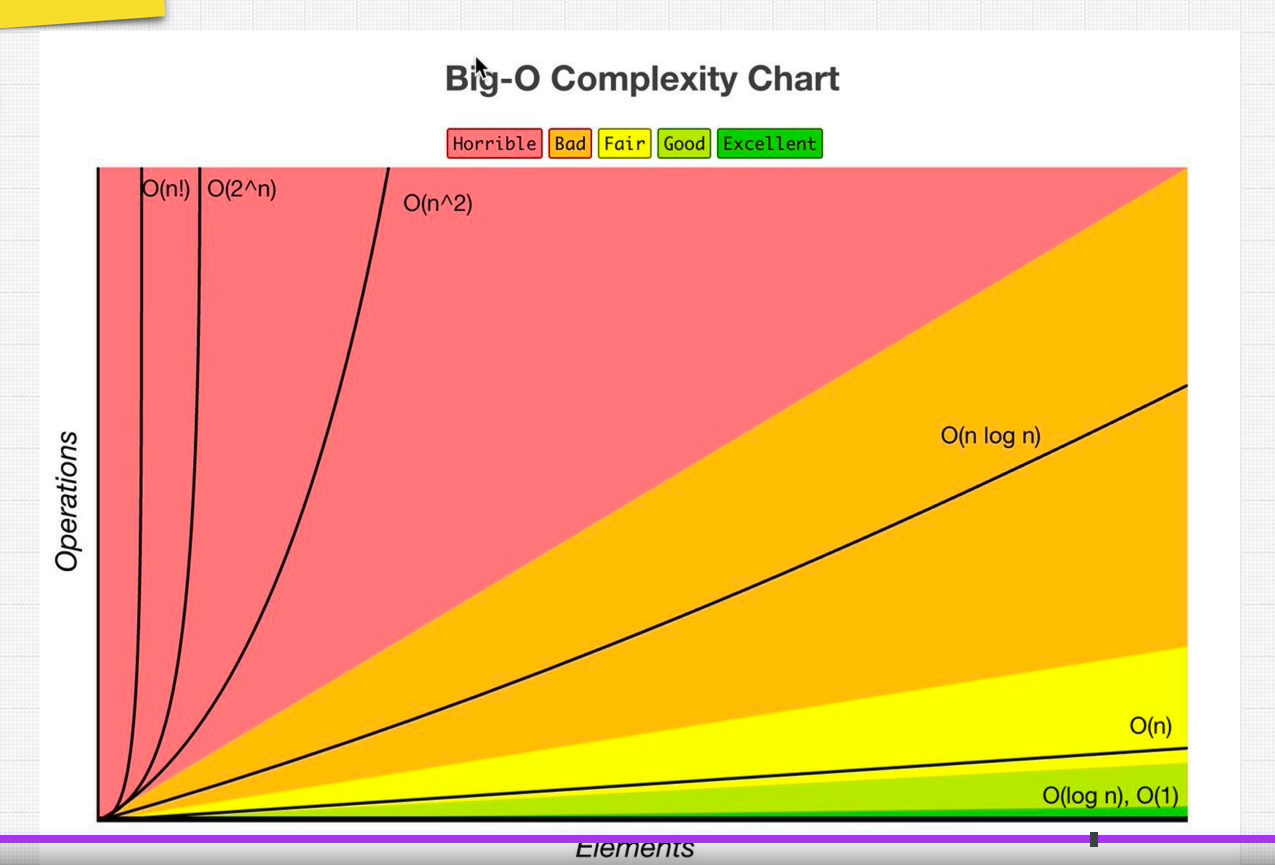 Big-O Complexity Chart
Horrible Bad Fair Good Excellent
O(n!) O(2^n)
O(n^2)
O(n log n)
Operations
O(n)
O(log n), O(1)
Elements